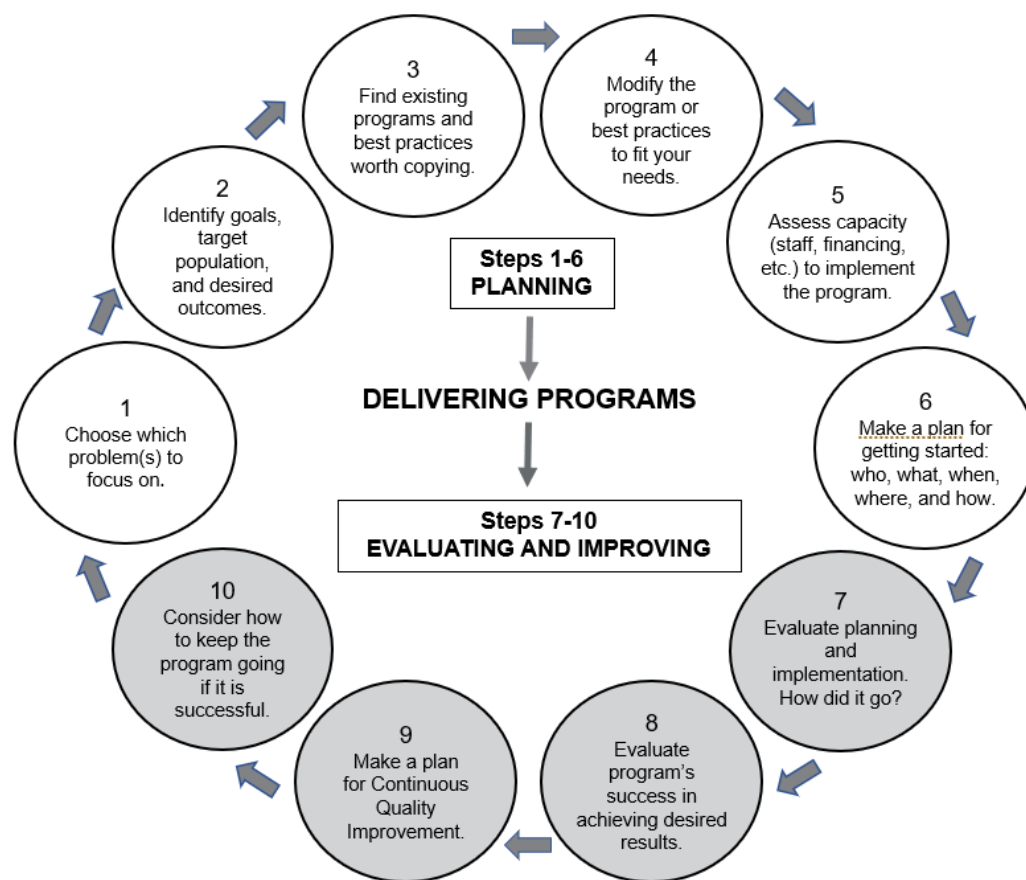 1
Choose which
problem(s) to
focus on.
2
Identify goals,
target
population,
and desired
outcomes.
3
Find existing
programs and
best practices
worth copying.
4
Modify the
program or
best practices
to fit your
needs.
5
Assess capacity
(staff, financing,
etc.) to implement
the program.
6
Make a plan for
getting started:
who, what, when,
where, and how.
7
Evaluate planning
and
implementation.
How did it go?
8
Evaluate
program’s
success in
achieving desired
results.
9
Make a plan
for Continuous
Quality
Improvement.
10
Consider how
to keep the
program going
if it is
successful.
Steps 1-6
PLANNING
DELIVERING PROGRAMS
Steps 7-10
EVALUATING AND IMPROVING